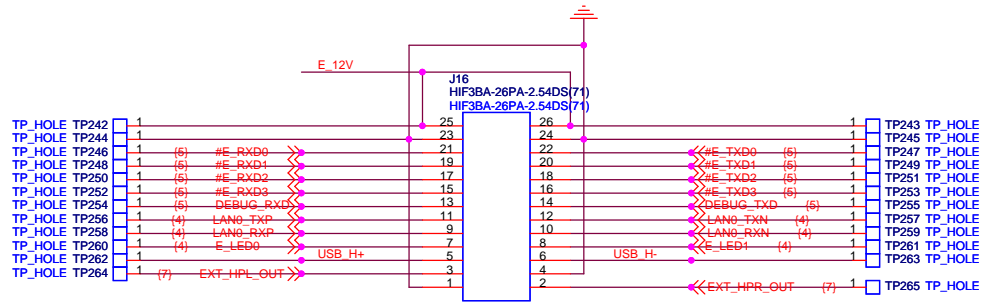 E_12V
J16
HIF3BA-26PA-2.54DS(71)
HIF3BA-26PA-2.54DS(71)
TP_HOLE TP242 1 25 26 1 TP243 TP_HOLE
TP_HOLE TP244 1 23 24 1 TP245 TP_HOLE
TP_HOLE TP246 1 {5} #E_RXD0 21 22 #E_TXD0 {5} 1 TP247 TP_HOLE
TP_HOLE TP248 1 {5} #E_RXD1 19 20 #E_TXD1 {5} 1 TP249 TP_HOLE
TP_HOLE TP250 1 {5} #E_RXD2 17 18 #E_TXD2 {5} 1 TP251 TP_HOLE
TP_HOLE TP252 1 {5} #E_RXD3 15 16 #E_TXD3 {5} 1 TP253 TP_HOLE
TP_HOLE TP254 1 {5} DEBUG_RXD 13 14 DEBUG_TXD {5} 1 TP255 TP_HOLE
TP_HOLE TP256 1 {4} LAN0_TXP 11 12 LAN0_TXN {4} 1 TP257 TP_HOLE
TP_HOLE TP258 1 {4} LAN0_RXP 9 10 LAN0_RXN {4} 1 TP259 TP_HOLE
TP_HOLE TP260 1 {4} E_LED0 7 8 E_LED1 {4} 1 TP261 TP_HOLE
TP_HOLE TP262 1 USB_H+ 5 6 USB_H- 1 TP263 TP_HOLE
TP_HOLE TP264 1 {7} EXT_HPL_OUT 3 4
1 2 EXT_HPR_OUT {7} 1 TP265 TP_HOLE